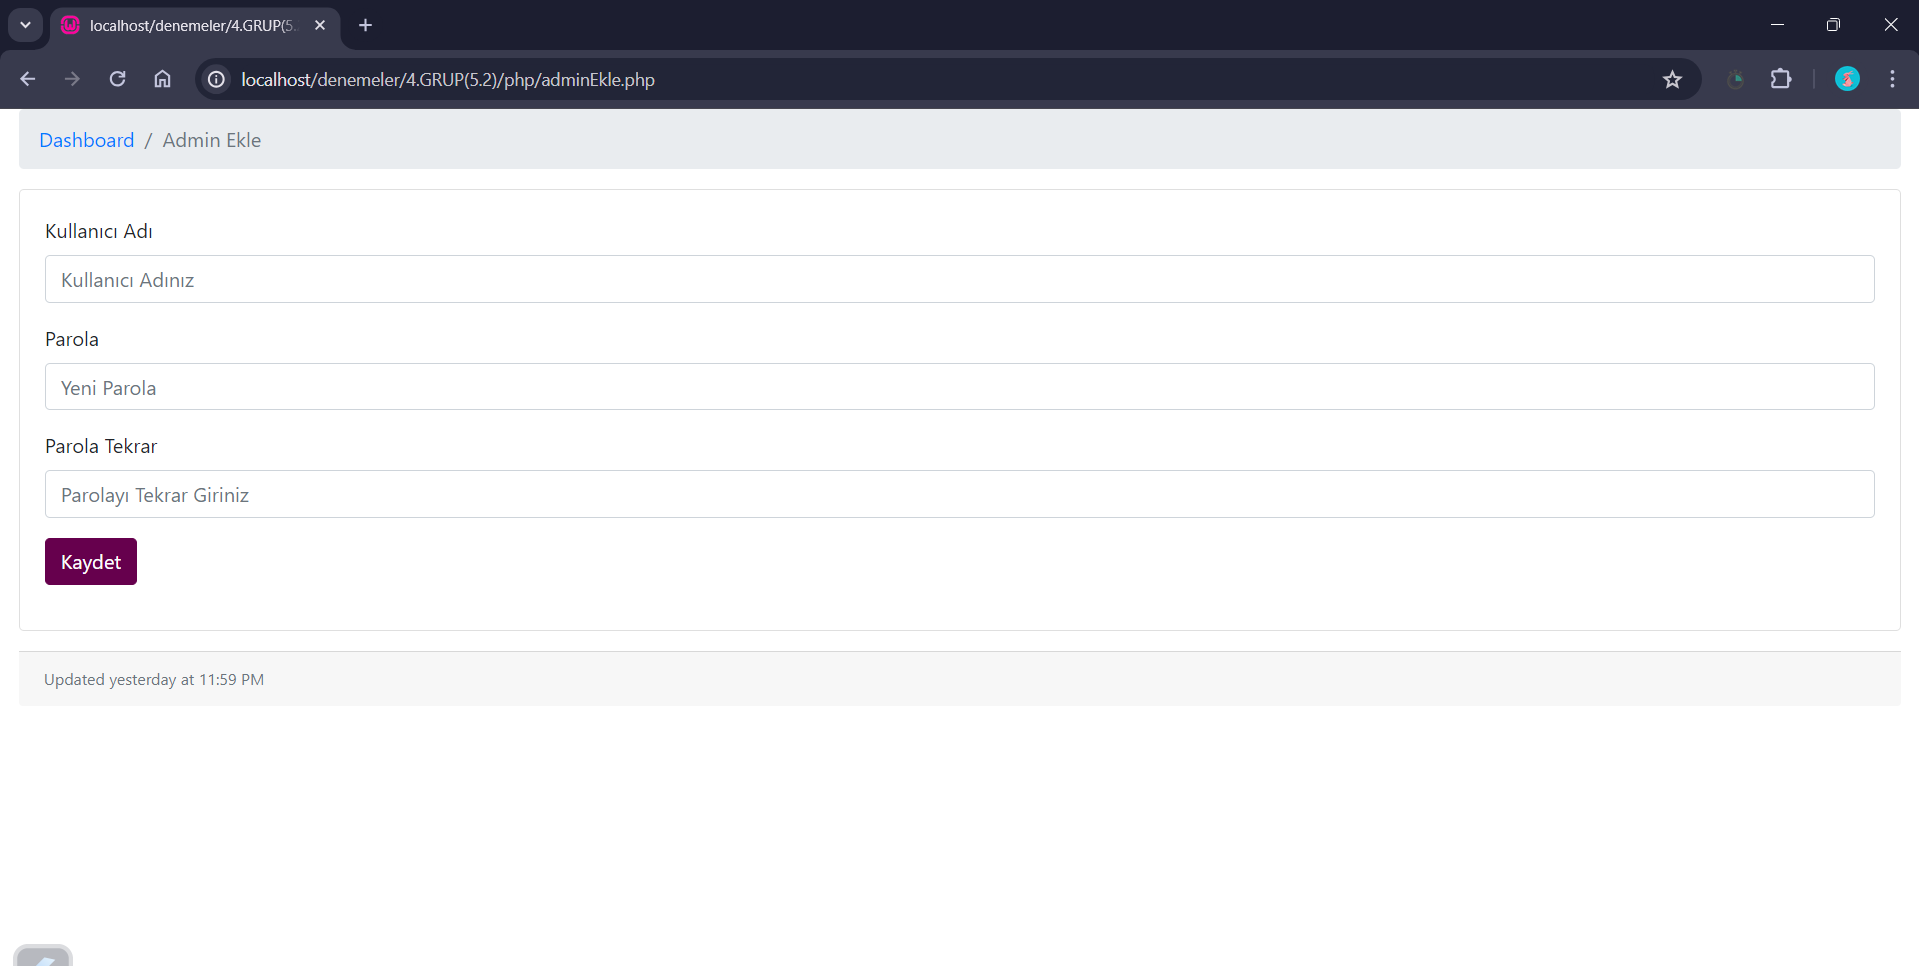 localhost/denemeler/4.GRUP(5.
localhost/denemeler/4.GRUP(5.2)/php/adminEkle.php
Dashboard / Admin Ekle
Kullanıcı Adı
Kullanıcı Adınız
Parola
Yeni Parola
Parola Tekrar
Parolayı Tekrar Giriniz
Kaydet
Updated yesterday at 11:59 PM